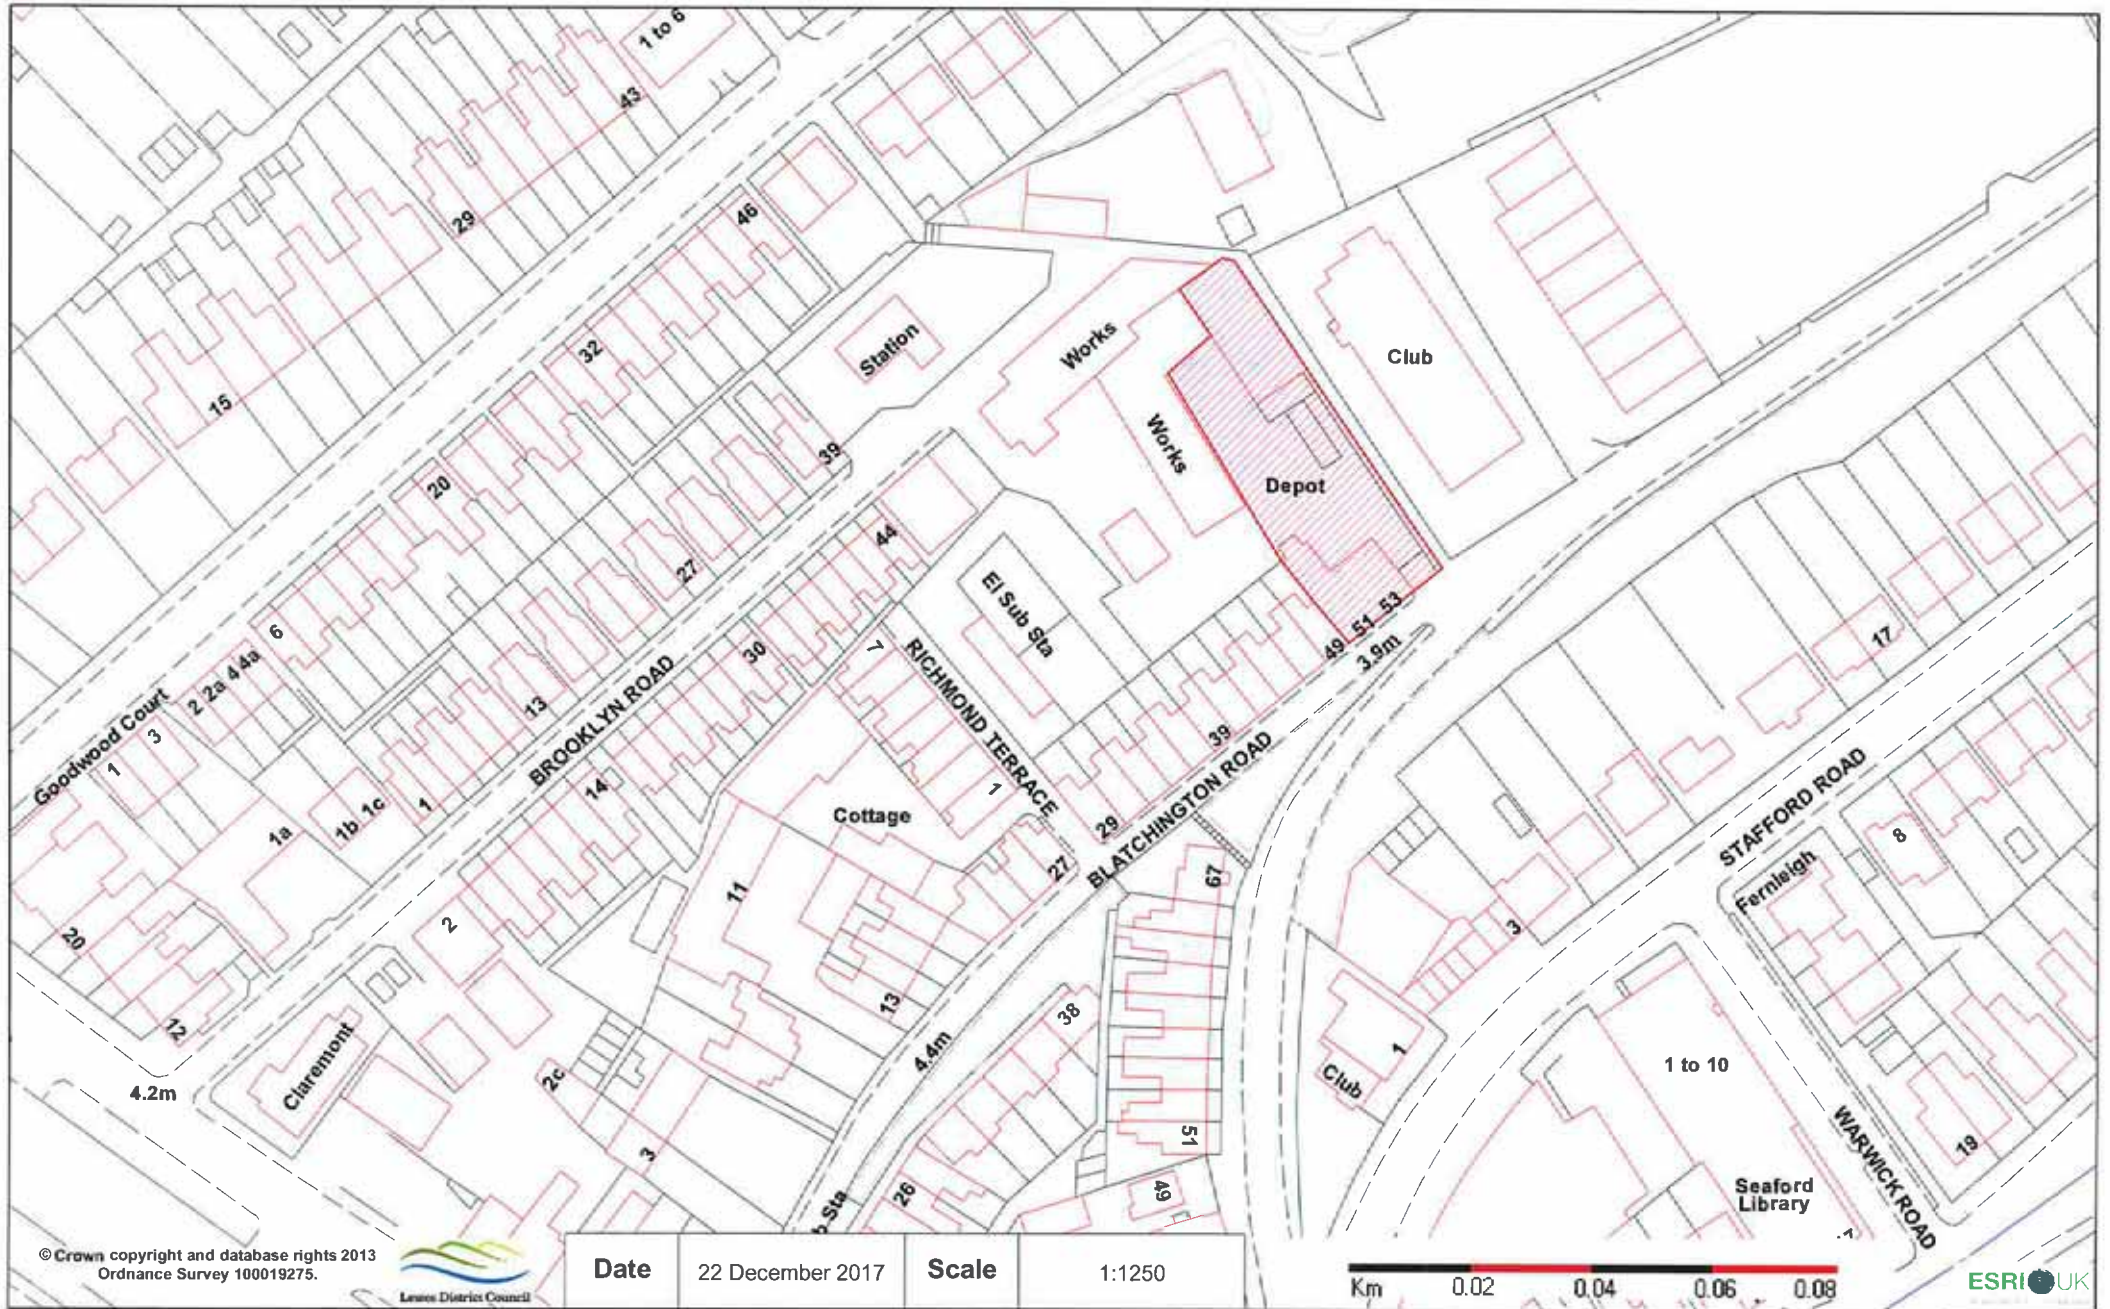 1 to 6
43
29
46
15
32
Station
Works
Club
Works
20
39
Depot
44
27
El Sub Sta
6
49 51 53
3.9m
17
30
7
RICHMOND TERRACE
2 2a 4 4a
Goodwood Court
3
1
13
BROOKLYN ROAD
39
BLATCHINGTON ROAD
STAFFORD ROAD
14
1
Cottage
1
1b 1c
1a
29
27
8
Fernleigh
67
11
2
3
20
13
38
12
4.4m
Claremont
4.2m
2c
Club
1
1 to 10
WARWICK ROAD
51
3
19
49
26
b Sta
Seaford
Library
© Crown copyright and database rights 2013
Ordnance Survey 100019275.
Lewes District Council
Date 22 December 2017 Scale 1:1250
Km 0.02 0.04 0.06 0.08
ESRI UK